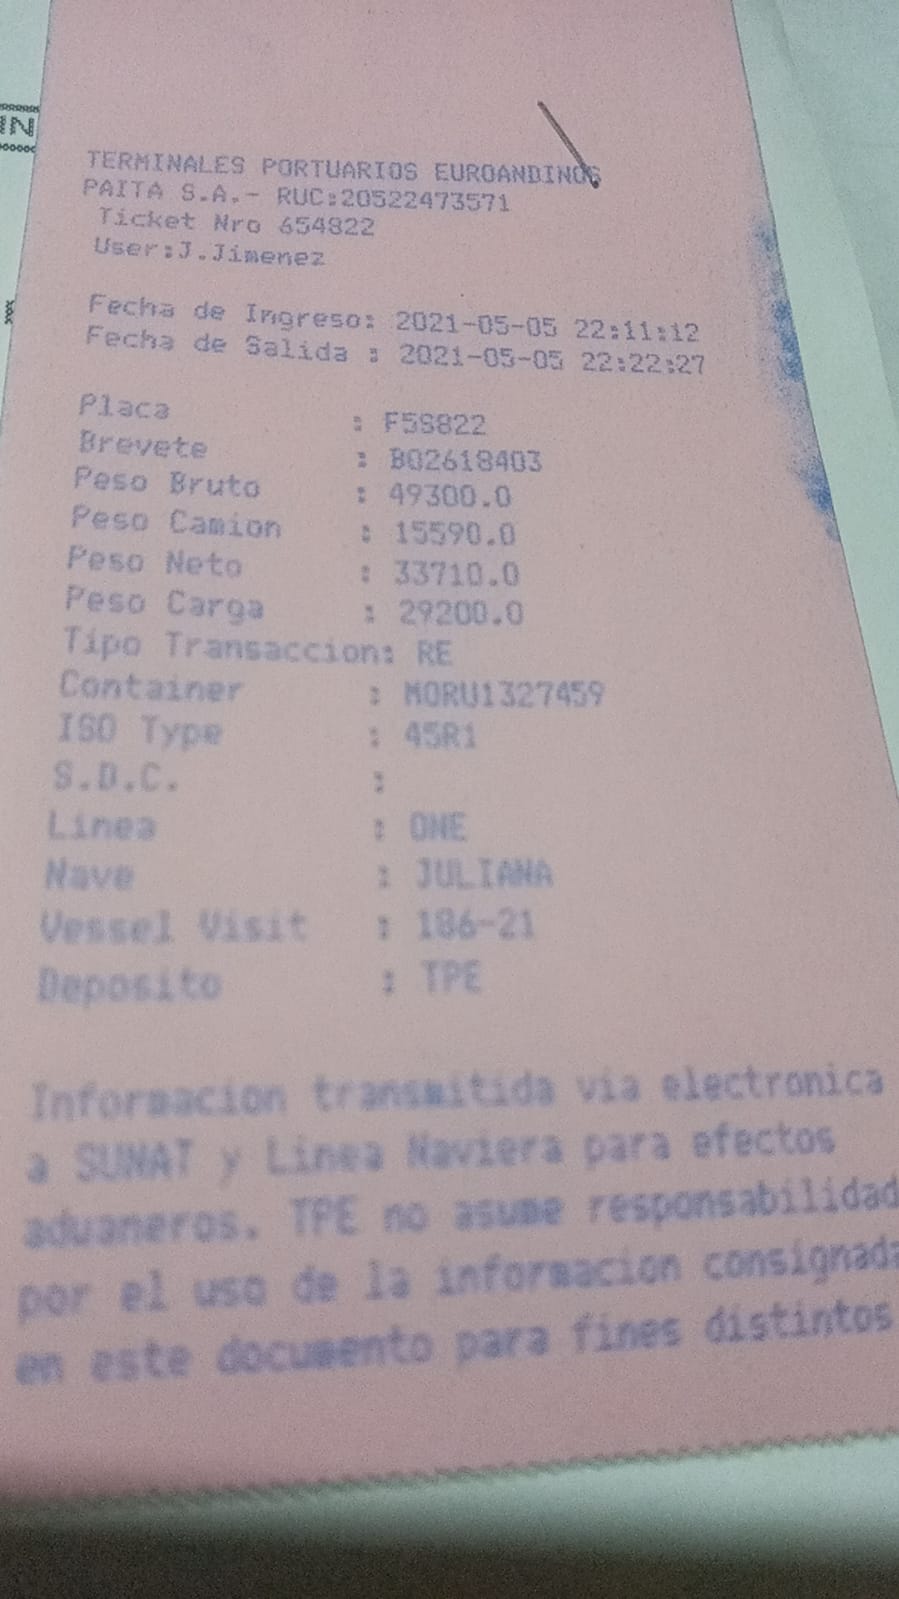 IN
TERMINALES PORTUARIOS EUROANDINOS
PAITA S.A.- RUC:20522473571
Ticket Nro 654822
User:J.Jimenez
Fecha de Ingreso: 2021-05-05 22:11:12
Fecha de Salida : 2021-05-05 22:22:27
Placa : F5S822
Brevete : B02618403
Peso Bruto : 49300.0
Peso Camion : 15590.0
Peso Neto : 33710.0
Peso Carga : 29200.0
Tipo Transaccion: RE
Container : MORU1327459
ISO Type : 45R1
S.D.C. :
Linea : ONE
Nave : JULIANA
Vessel Visit : 186-21
Deposito : TPE
Informacion transmitida via electronica
a SUNAT y Linea Naviera para efectos
aduaneros. TPE no asume responsabilidad
por el uso de la informacion consignada
en este documento para fines distintos